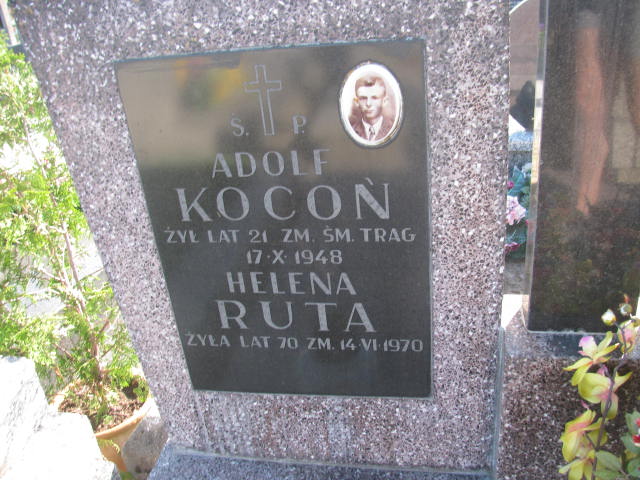 Ś. P.
ADOLF
KOCOŃ
ŻYŁ LAT 21 ZM. ŚM. TRAG
17·X·1948
HELENA
RUTA
ŻYŁA LAT 70 ZM. 14·VI·1970